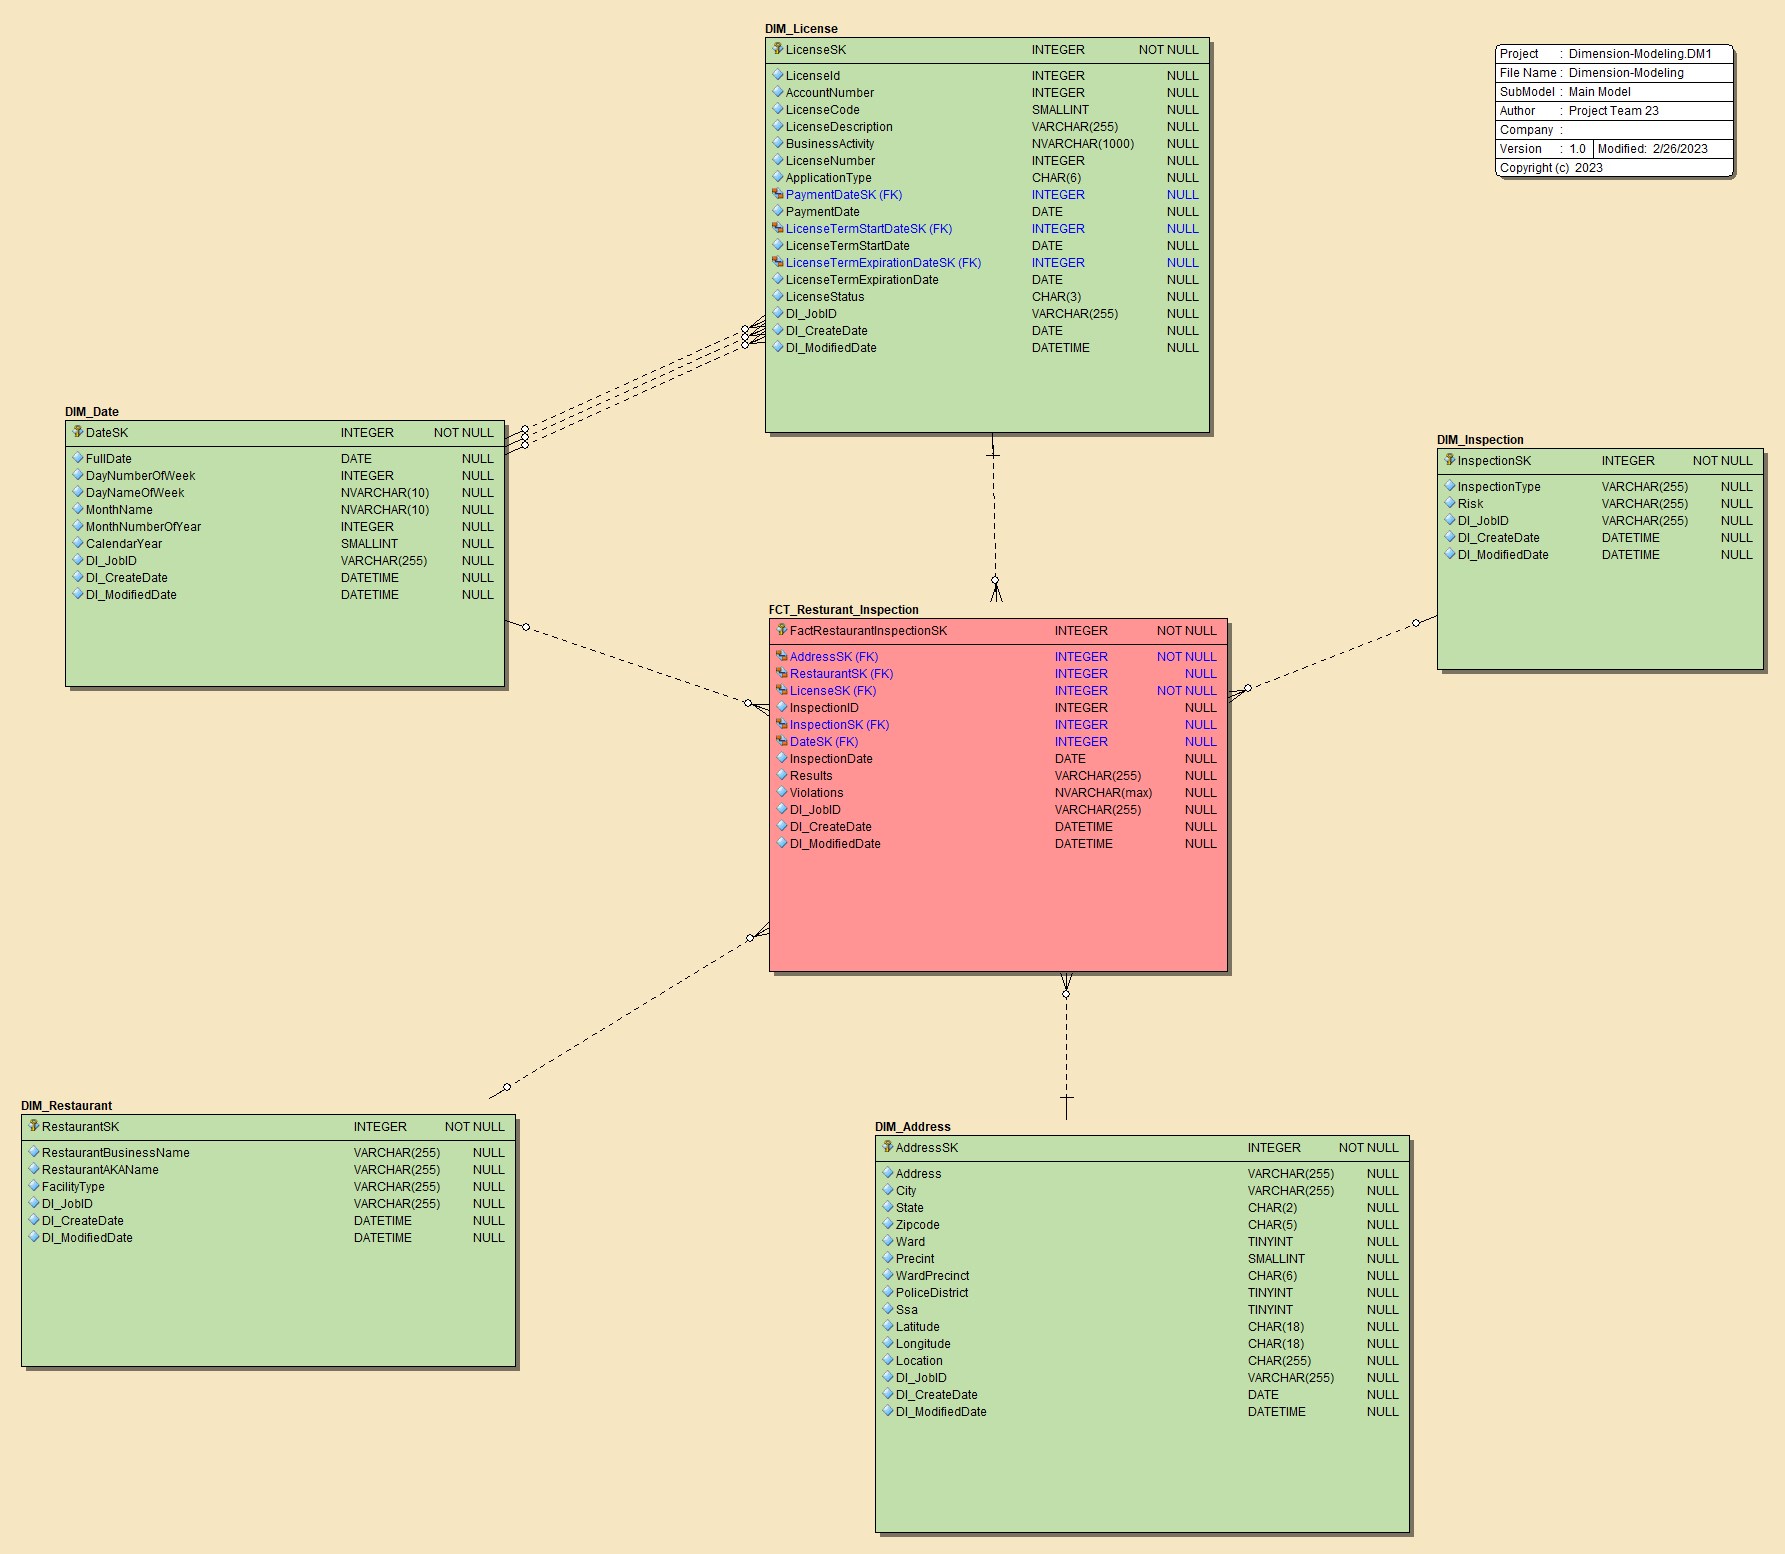 DIM_License
LicenseSK INTEGER NOT NULL
LicenseId INTEGER NULL
AccountNumber INTEGER NULL
LicenseCode SMALLINT NULL
LicenseDescription VARCHAR(255) NULL
BusinessActivity NVARCHAR(1000) NULL
LicenseNumber INTEGER NULL
ApplicationType CHAR(6) NULL
PaymentDateSK (FK) INTEGER NULL
PaymentDate DATE NULL
LicenseTermStartDateSK (FK) INTEGER NULL
LicenseTermStartDate DATE NULL
LicenseTermExpirationDateSK (FK) INTEGER NULL
LicenseTermExpirationDate DATE NULL
LicenseStatus CHAR(3) NULL
DI_JobID VARCHAR(255) NULL
DI_CreateDate DATE NULL
DI_ModifiedDate DATETIME NULL
Project : Dimension-Modeling.DM1
File Name : Dimension-Modeling
SubModel : Main Model
Author : Project Team 23
Company :
Version : 1.0 Modified: 2/26/2023
Copyright (c) 2023
DIM_Date
DateSK INTEGER NOT NULL
FullDate DATE NULL
DayNumberOfWeek INTEGER NULL
DayNameOfWeek NVARCHAR(10) NULL
MonthName NVARCHAR(10) NULL
MonthNumberOfYear INTEGER NULL
CalendarYear SMALLINT NULL
DI_JobID VARCHAR(255) NULL
DI_CreateDate DATETIME NULL
DI_ModifiedDate DATETIME NULL
DIM_Inspection
InspectionSK INTEGER NOT NULL
InspectionType VARCHAR(255) NULL
Risk VARCHAR(255) NULL
DI_JobID VARCHAR(255) NULL
DI_CreateDate DATETIME NULL
DI_ModifiedDate DATETIME NULL
FCT_Resturant_Inspection
FactRestaurantInspectionSK INTEGER NOT NULL
AddressSK (FK) INTEGER NOT NULL
RestaurantSK (FK) INTEGER NULL
LicenseSK (FK) INTEGER NOT NULL
InspectionID INTEGER NULL
InspectionSK (FK) INTEGER NULL
DateSK (FK) INTEGER NULL
InspectionDate DATE NULL
Results VARCHAR(255) NULL
Violations NVARCHAR(max) NULL
DI_JobID VARCHAR(255) NULL
DI_CreateDate DATETIME NULL
DI_ModifiedDate DATETIME NULL
DIM_Restaurant
RestaurantSK INTEGER NOT NULL
RestaurantBusinessName VARCHAR(255) NULL
RestaurantAKAName VARCHAR(255) NULL
FacilityType VARCHAR(255) NULL
DI_JobID VARCHAR(255) NULL
DI_CreateDate DATETIME NULL
DI_ModifiedDate DATETIME NULL
DIM_Address
AddressSK INTEGER NOT NULL
Address VARCHAR(255) NULL
City VARCHAR(255) NULL
State CHAR(2) NULL
Zipcode CHAR(5) NULL
Ward TINYINT NULL
Precint SMALLINT NULL
WardPrecinct CHAR(6) NULL
PoliceDistrict TINYINT NULL
Ssa TINYINT NULL
Latitude CHAR(18) NULL
Longitude CHAR(18) NULL
Location CHAR(255) NULL
DI_JobID VARCHAR(255) NULL
DI_CreateDate DATE NULL
DI_ModifiedDate DATETIME NULL